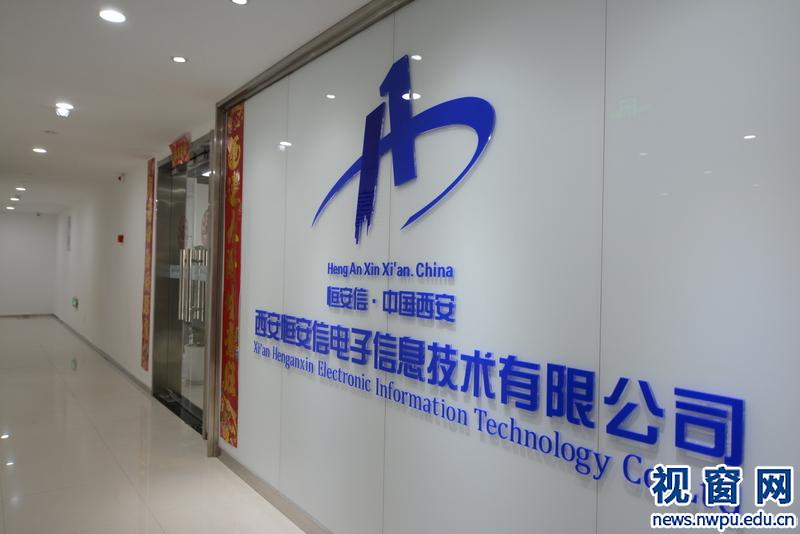 Heng An Xin Xi'an. China
恒安信·中国西安
西安恒安信电子信息技术有限公司
Xi'an Henganxin Electronic Information Technology Co.,Ltd
视窗网
news.nwpu.edu.cn